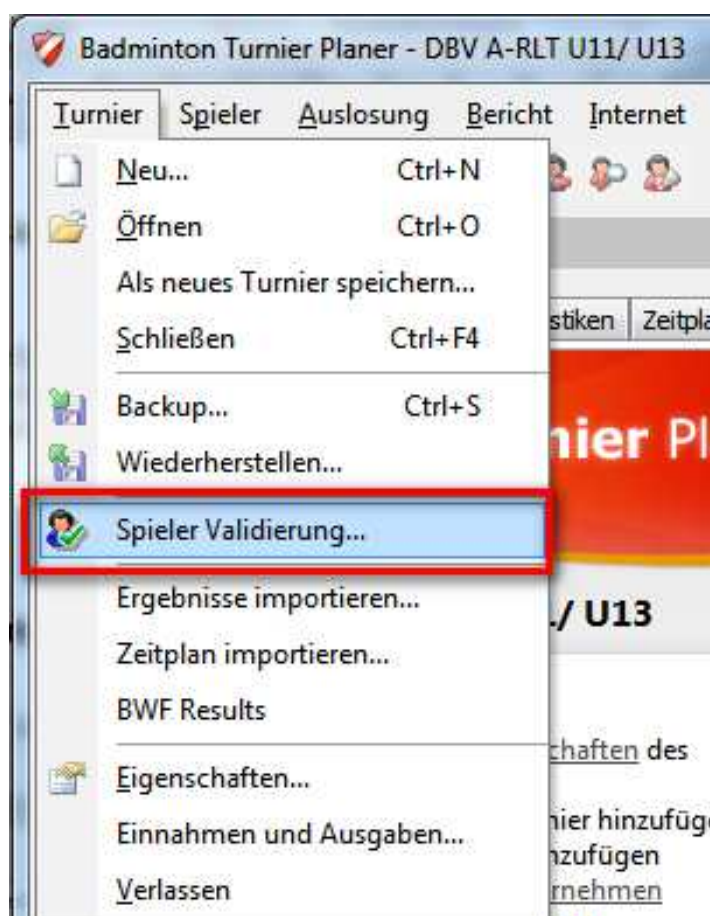 Badminton Turnier Planer - DBV A-RLT U11/ U13
Turnier Spieler Auslosung Bericht Internet
Neu... Ctrl+N
Öffnen Ctrl+O
Als neues Turnier speichern...
Schließen Ctrl+F4
stiken Zeitpla
Backup... Ctrl+S
nier Pl
Wiederherstellen...
Spieler Validierung...
Ergebnisse importieren...
/ U13
Zeitplan importieren...
BWF Results
chaften des
Eigenschaften...
nier hinzufüg
Einnahmen und Ausgaben...
nzufügen
Verlassen
rnehmen